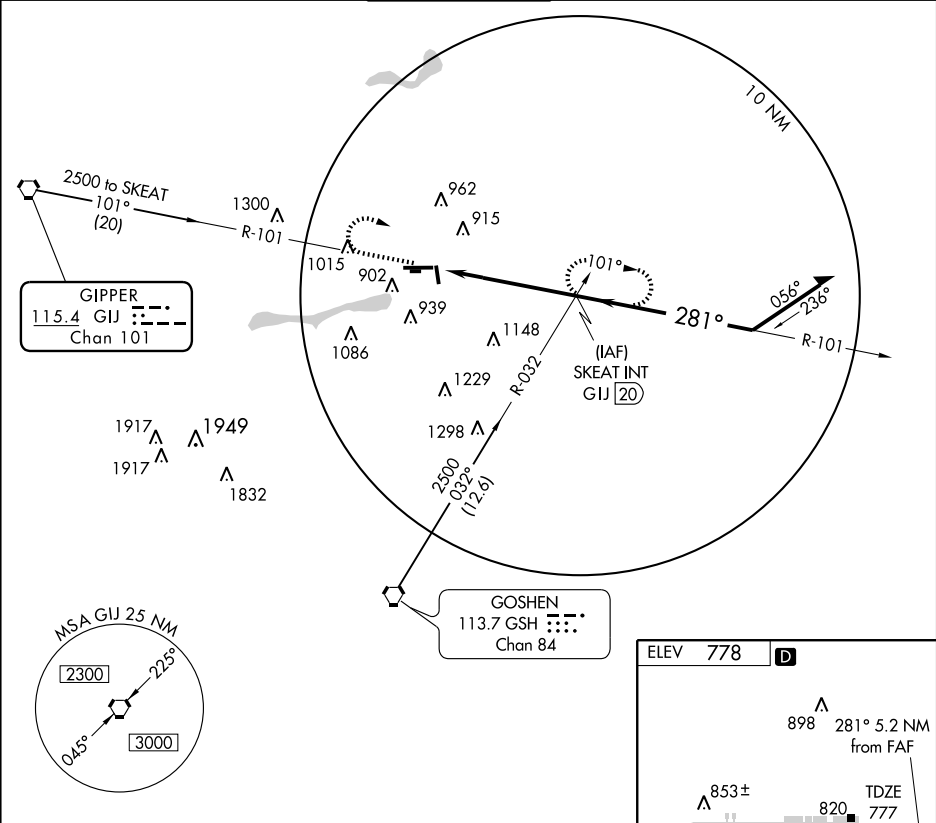 10 NM
2500 to SKEAT
101°
(20)
R-101
1300
962
915
1015
902
101°
939
1086
1148
281°
056°
236°
R-101
GIPPER
115.4 GIJ
Chan 101
(IAF)
SKEAT INT
GIJ 20
R-032
1229
1298
1917
1949
1917
1832
2500
032°
(12.6)
GOSHEN
113.7 GSH
Chan 84
MSA GIJ 25 NM
2300
225°
045°
3000
ELEV 778 D
898
281° 5.2 NM
from FAF
853±
820
TDZE
777